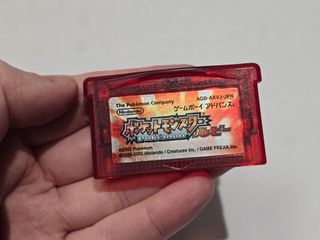 The Pokémon Company
AGB-AXVJ-JPN
Nintendo
ゲームボーイアドバンス®
ポケットモンスター
ルビー
©2002 Pokémon
©1995-2002 Nintendo / Creatures Inc. / GAME FREAK Inc.